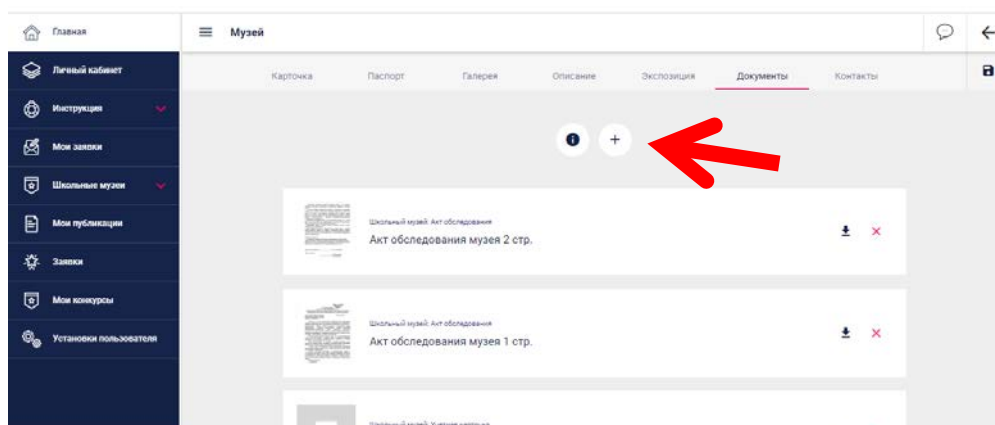 Главная
Музей
Личный кабинет
Карточка Паспорт Галерея Описание Экспозиция Документы Контакты
Инструкция
Мои заявки
Школьные музеи
Мои публикации
Заявки
Мои конкурсы
Установки пользователя
Школьный музей: Акт обследования
Акт обследования музея 2 стр.
Школьный музей: Акт обследования
Акт обследования музея 1 стр.